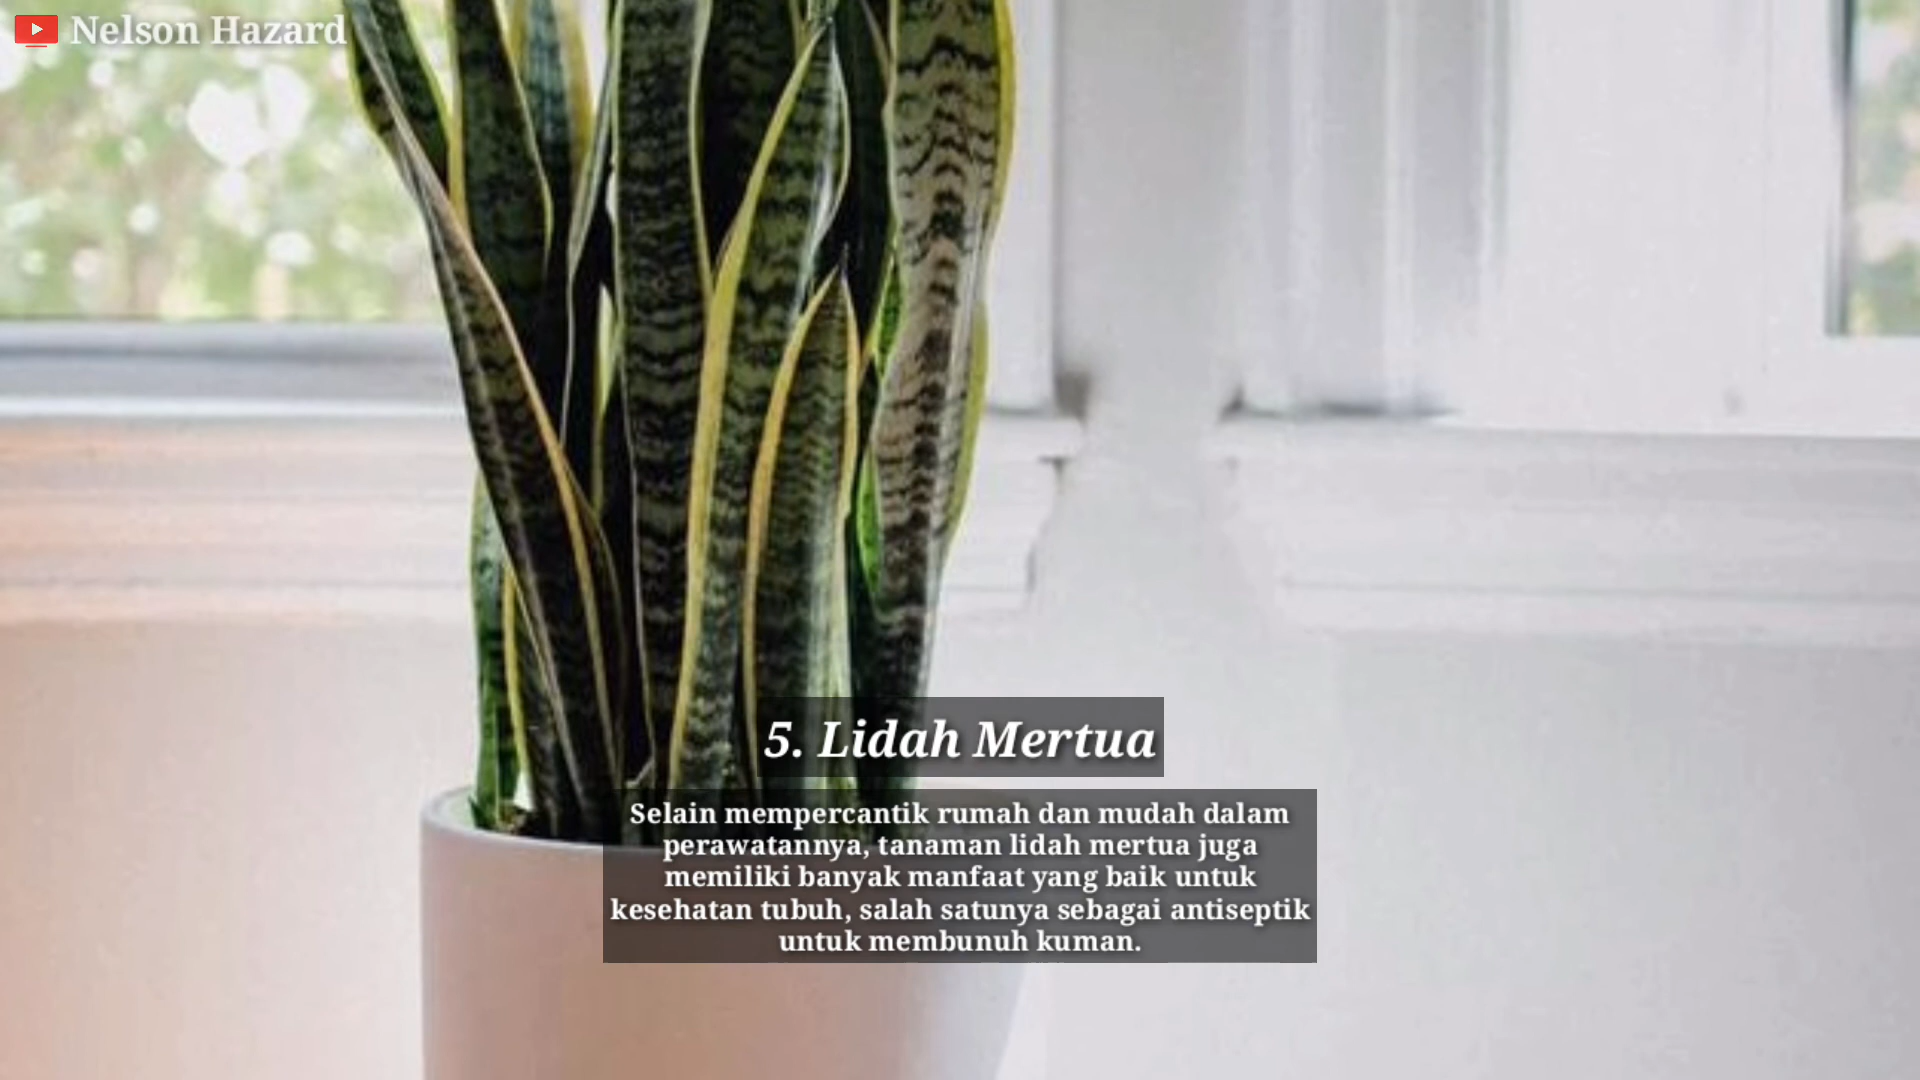 Nelson Hazard
5. Lidah Mertua
Selain mempercantik rumah dan mudah dalam
perawatannya, tanaman lidah mertua juga
memiliki banyak manfaat yang baik untuk
kesehatan tubuh, salah satunya sebagai antiseptik
untuk membunuh kuman.